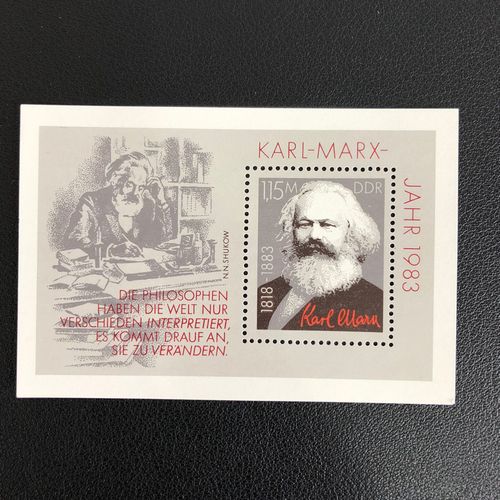 KARL-MARX-
JAHR 1983
1,15 M
DDR
1818 1883
Karl Marx
N.N. SHUKOW
DIE PHILOSOPHEN
HABEN DIE WELT NUR
VERSCHIEDEN INTERPRETIERT,
ES KOMMT DRAUF AN,
SIE ZU VERÄNDERN.